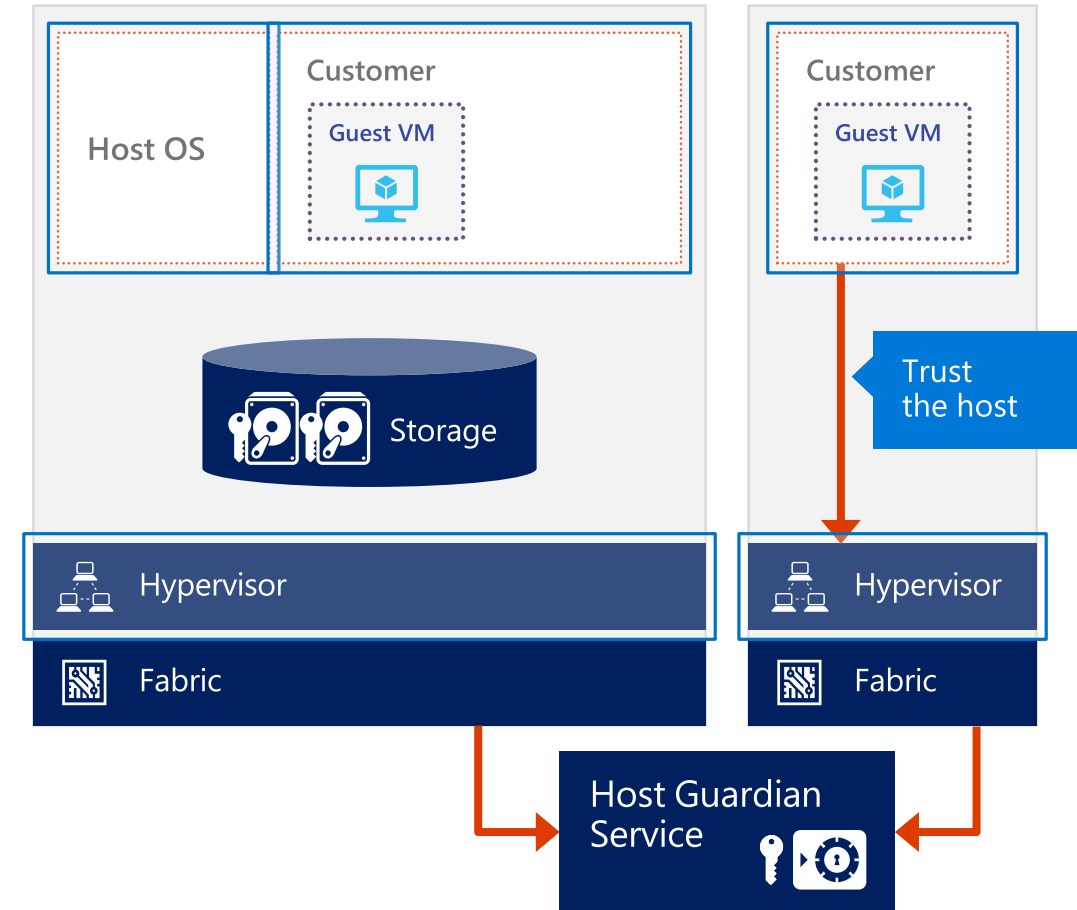 Host OS
Customer
Guest VM
Storage
Hypervisor
Fabric
Customer
Guest VM
Trust
the host
Hypervisor
Fabric
Host Guardian
Service